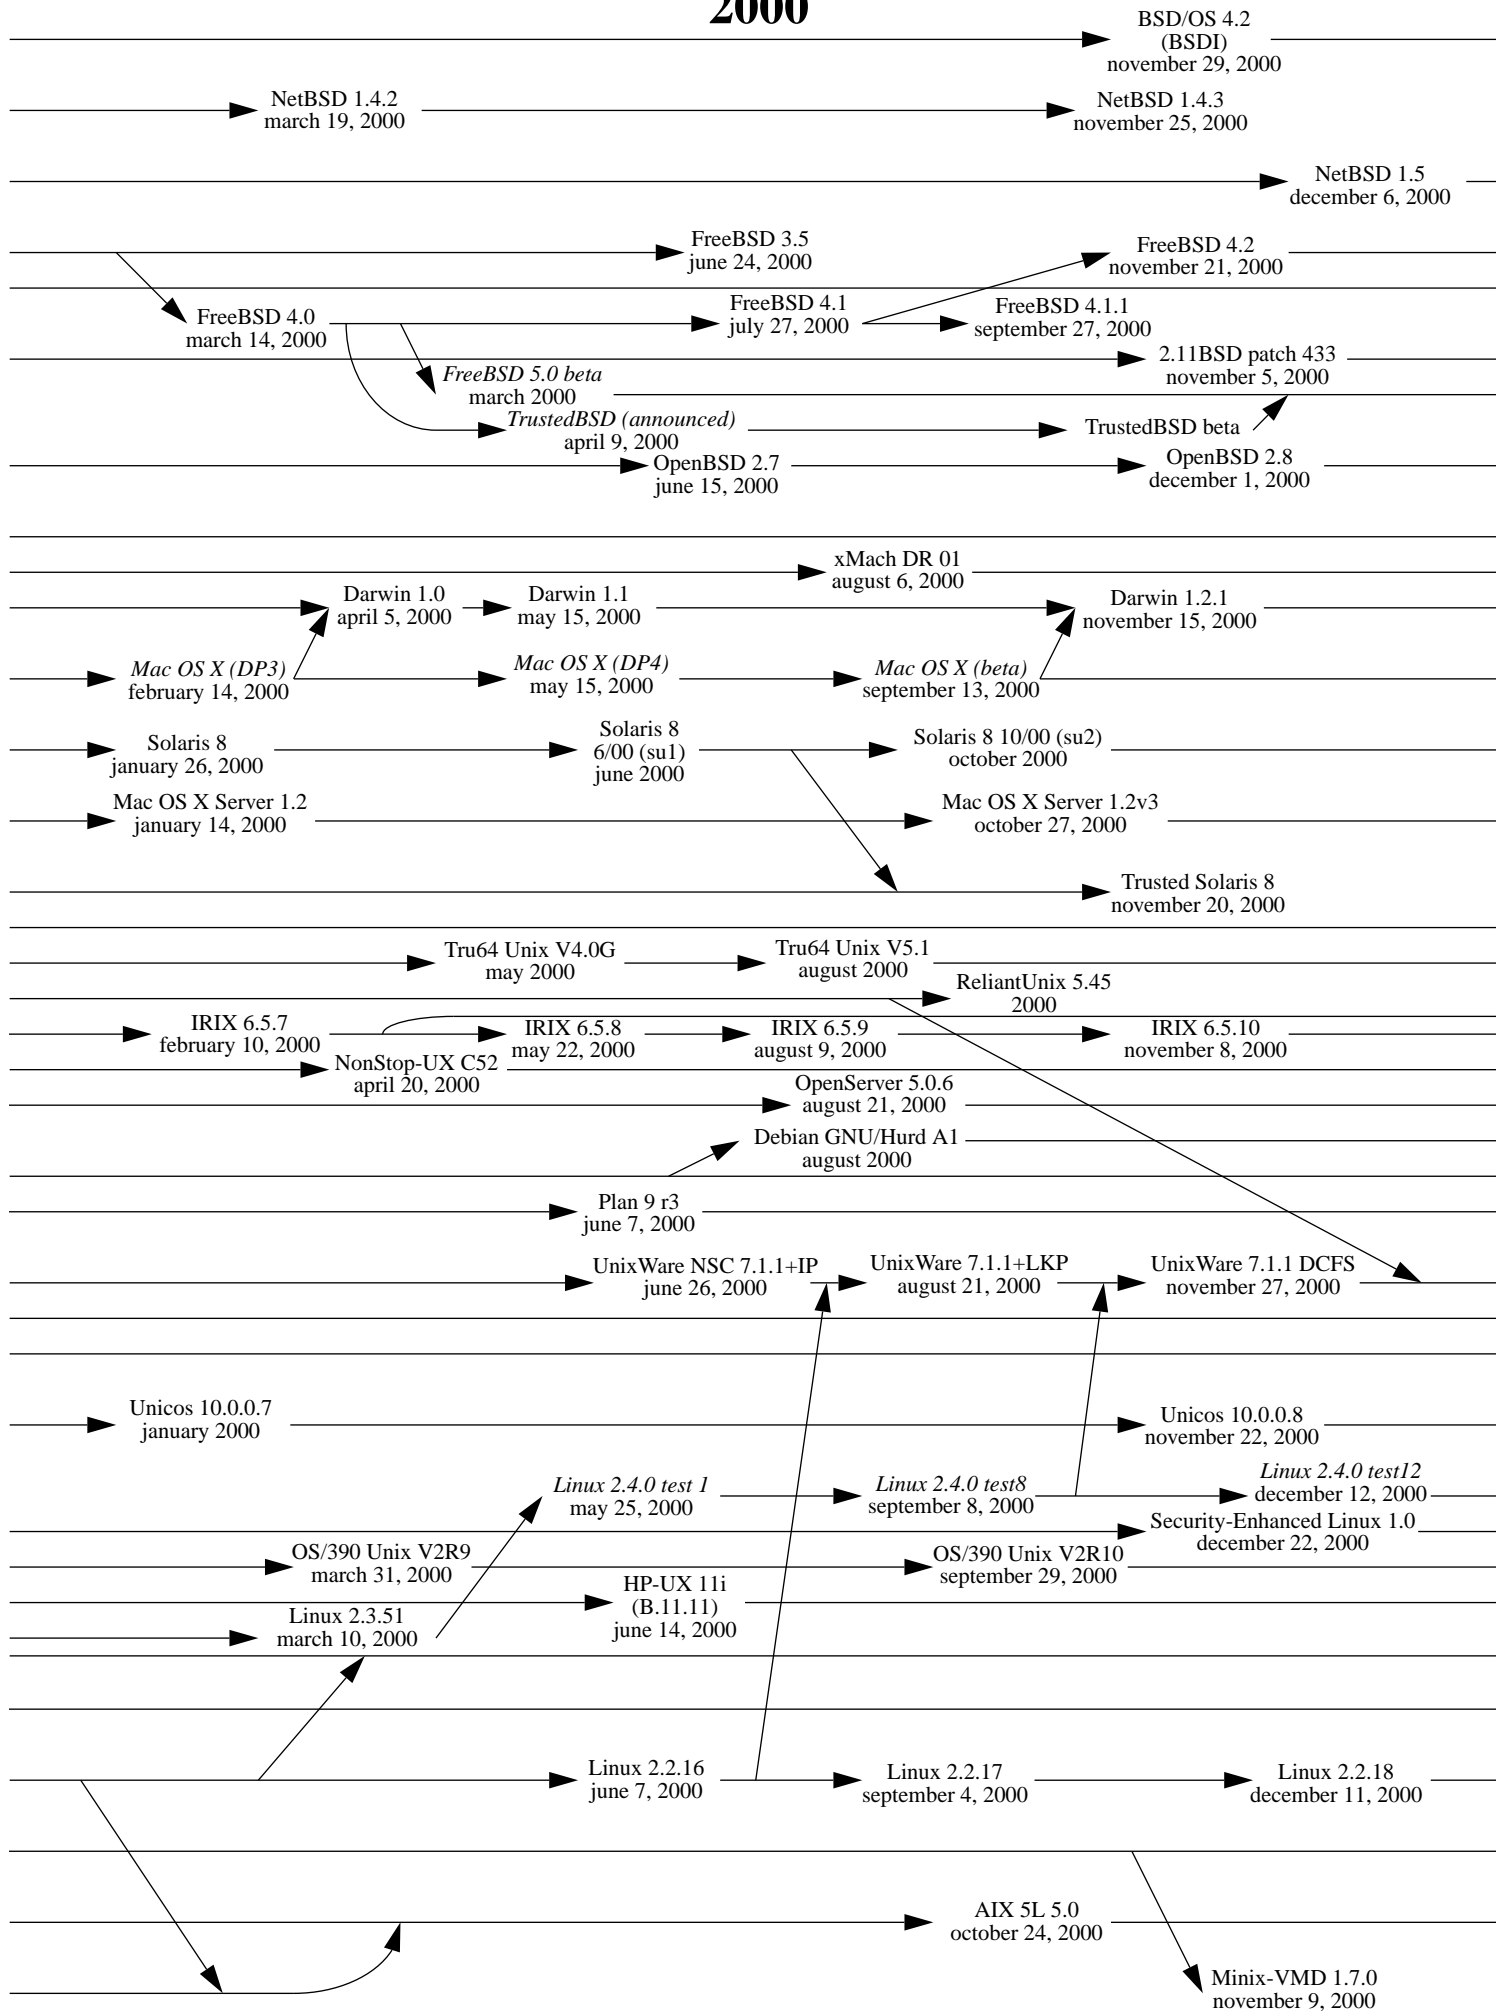 2000
BSD/OS 4.2
(BSDI)
november 29, 2000
NetBSD 1.4.2
march 19, 2000
NetBSD 1.4.3
november 25, 2000
NetBSD 1.5
december 6, 2000
FreeBSD 3.5
june 24, 2000
FreeBSD 4.2
november 21, 2000
FreeBSD 4.0
march 14, 2000
FreeBSD 4.1
july 27, 2000
FreeBSD 4.1.1
september 27, 2000
2.11BSD patch 433
november 5, 2000
FreeBSD 5.0 beta
march 2000
TrustedBSD (announced)
april 9, 2000
TrustedBSD beta
OpenBSD 2.7
june 15, 2000
OpenBSD 2.8
december 1, 2000
xMach DR 01
august 6, 2000
Darwin 1.0
april 5, 2000
Darwin 1.1
may 15, 2000
Darwin 1.2.1
november 15, 2000
Mac OS X (DP3)
february 14, 2000
Mac OS X (DP4)
may 15, 2000
Mac OS X (beta)
september 13, 2000
Solaris 8
january 26, 2000
Solaris 8
6/00 (su1)
june 2000
Solaris 8 10/00 (su2)
october 2000
Mac OS X Server 1.2
january 14, 2000
Mac OS X Server 1.2v3
october 27, 2000
Trusted Solaris 8
november 20, 2000
Tru64 Unix V4.0G
may 2000
Tru64 Unix V5.1
august 2000
ReliantUnix 5.45
2000
IRIX 6.5.7
february 10, 2000
IRIX 6.5.8
may 22, 2000
IRIX 6.5.9
august 9, 2000
IRIX 6.5.10
november 8, 2000
NonStop-UX C52
april 20, 2000
OpenServer 5.0.6
august 21, 2000
Debian GNU/Hurd A1
august 2000
Plan 9 r3
june 7, 2000
UnixWare NSC 7.1.1+IP
june 26, 2000
UnixWare 7.1.1+LKP
august 21, 2000
UnixWare 7.1.1 DCFS
november 27, 2000
Unicos 10.0.0.7
january 2000
Unicos 10.0.0.8
november 22, 2000
Linux 2.4.0 test 1
may 25, 2000
Linux 2.4.0 test8
september 8, 2000
Linux 2.4.0 test12
december 12, 2000
Security-Enhanced Linux 1.0
december 22, 2000
OS/390 Unix V2R9
march 31, 2000
OS/390 Unix V2R10
september 29, 2000
HP-UX 11i
(B.11.11)
june 14, 2000
Linux 2.3.51
march 10, 2000
Linux 2.2.16
june 7, 2000
Linux 2.2.17
september 4, 2000
Linux 2.2.18
december 11, 2000
AIX 5L 5.0
october 24, 2000
Minix-VMD 1.7.0
november 9, 2000